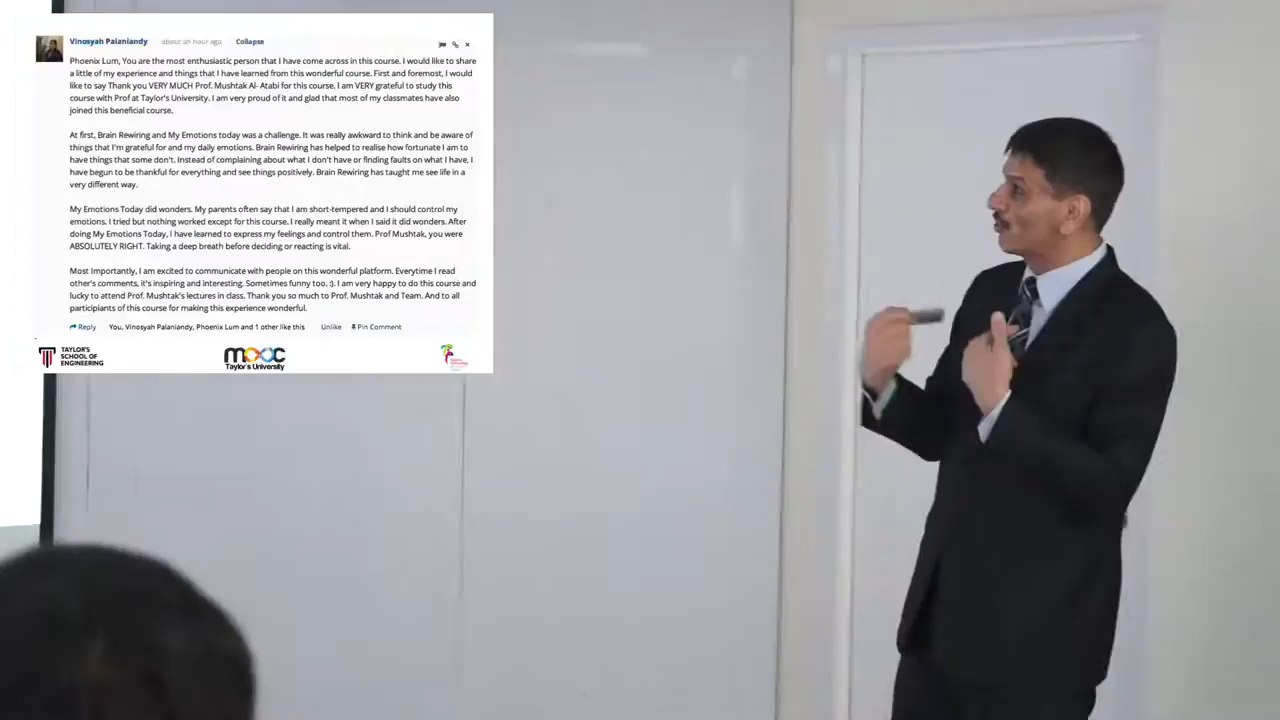 Vinosyah Palaniandy about an hour ago Collapse
Phoenix Lum, You are the most enthusiastic person that i have come across in this course. I would like to share
a little of my experience and things that I have learned from this wonderful course. First and foremost, I would
like to say Thank you VERY MUCH Prof. Mushtak Al- Atabi for this course. I am VERY grateful to study this
course with Prof at Taylor's University. I am very proud of it and glad that most of my classmates have also
joined this beneficial course.
At first, Brain Rewiring and My Emotions today was a challenge. It was really awkward to think and be aware of
things that I'm grateful for and my daily emotions. Brain Rewiring has helped to realise how fortunate I am to
have things that some don't. Instead of complaining about what I don't have or finding faults on what I have, I
have begun to be thankful for everything and see things positively. Brain Rewiring has taught me see life in a
very different way.
My Emotions Today did wonders. My parents often say that I am short-tempered and I should control my
emotions. I tried but nothing worked except for this course. I really meant it when I said it did wonders. After
doing My Emotions Today, I have learned to express my feelings and control them. Prof Mushtak, you were
ABSOLUTELY RIGHT. Taking a deep breath before deciding or reacting is vital.
Most Importantly, I am excited to communicate with people on this wonderful platform. Everytime I read
other's comments, it's inspiring and interesting. Sometimes funny too. :). I am very happy to do this course and
lucky to attend Prof. Mushtak's lectures in class. Thank you so much to Prof. Mushtak and Team. And to all
participiants of this course for making this experience wonderful.
Reply You, Vinosyah Palaniandy, Phoenix Lum and 1 other like this Unlike Pin Comment
TAYLOR'S
SCHOOL OF
ENGINEERING
mooc
Taylor's University